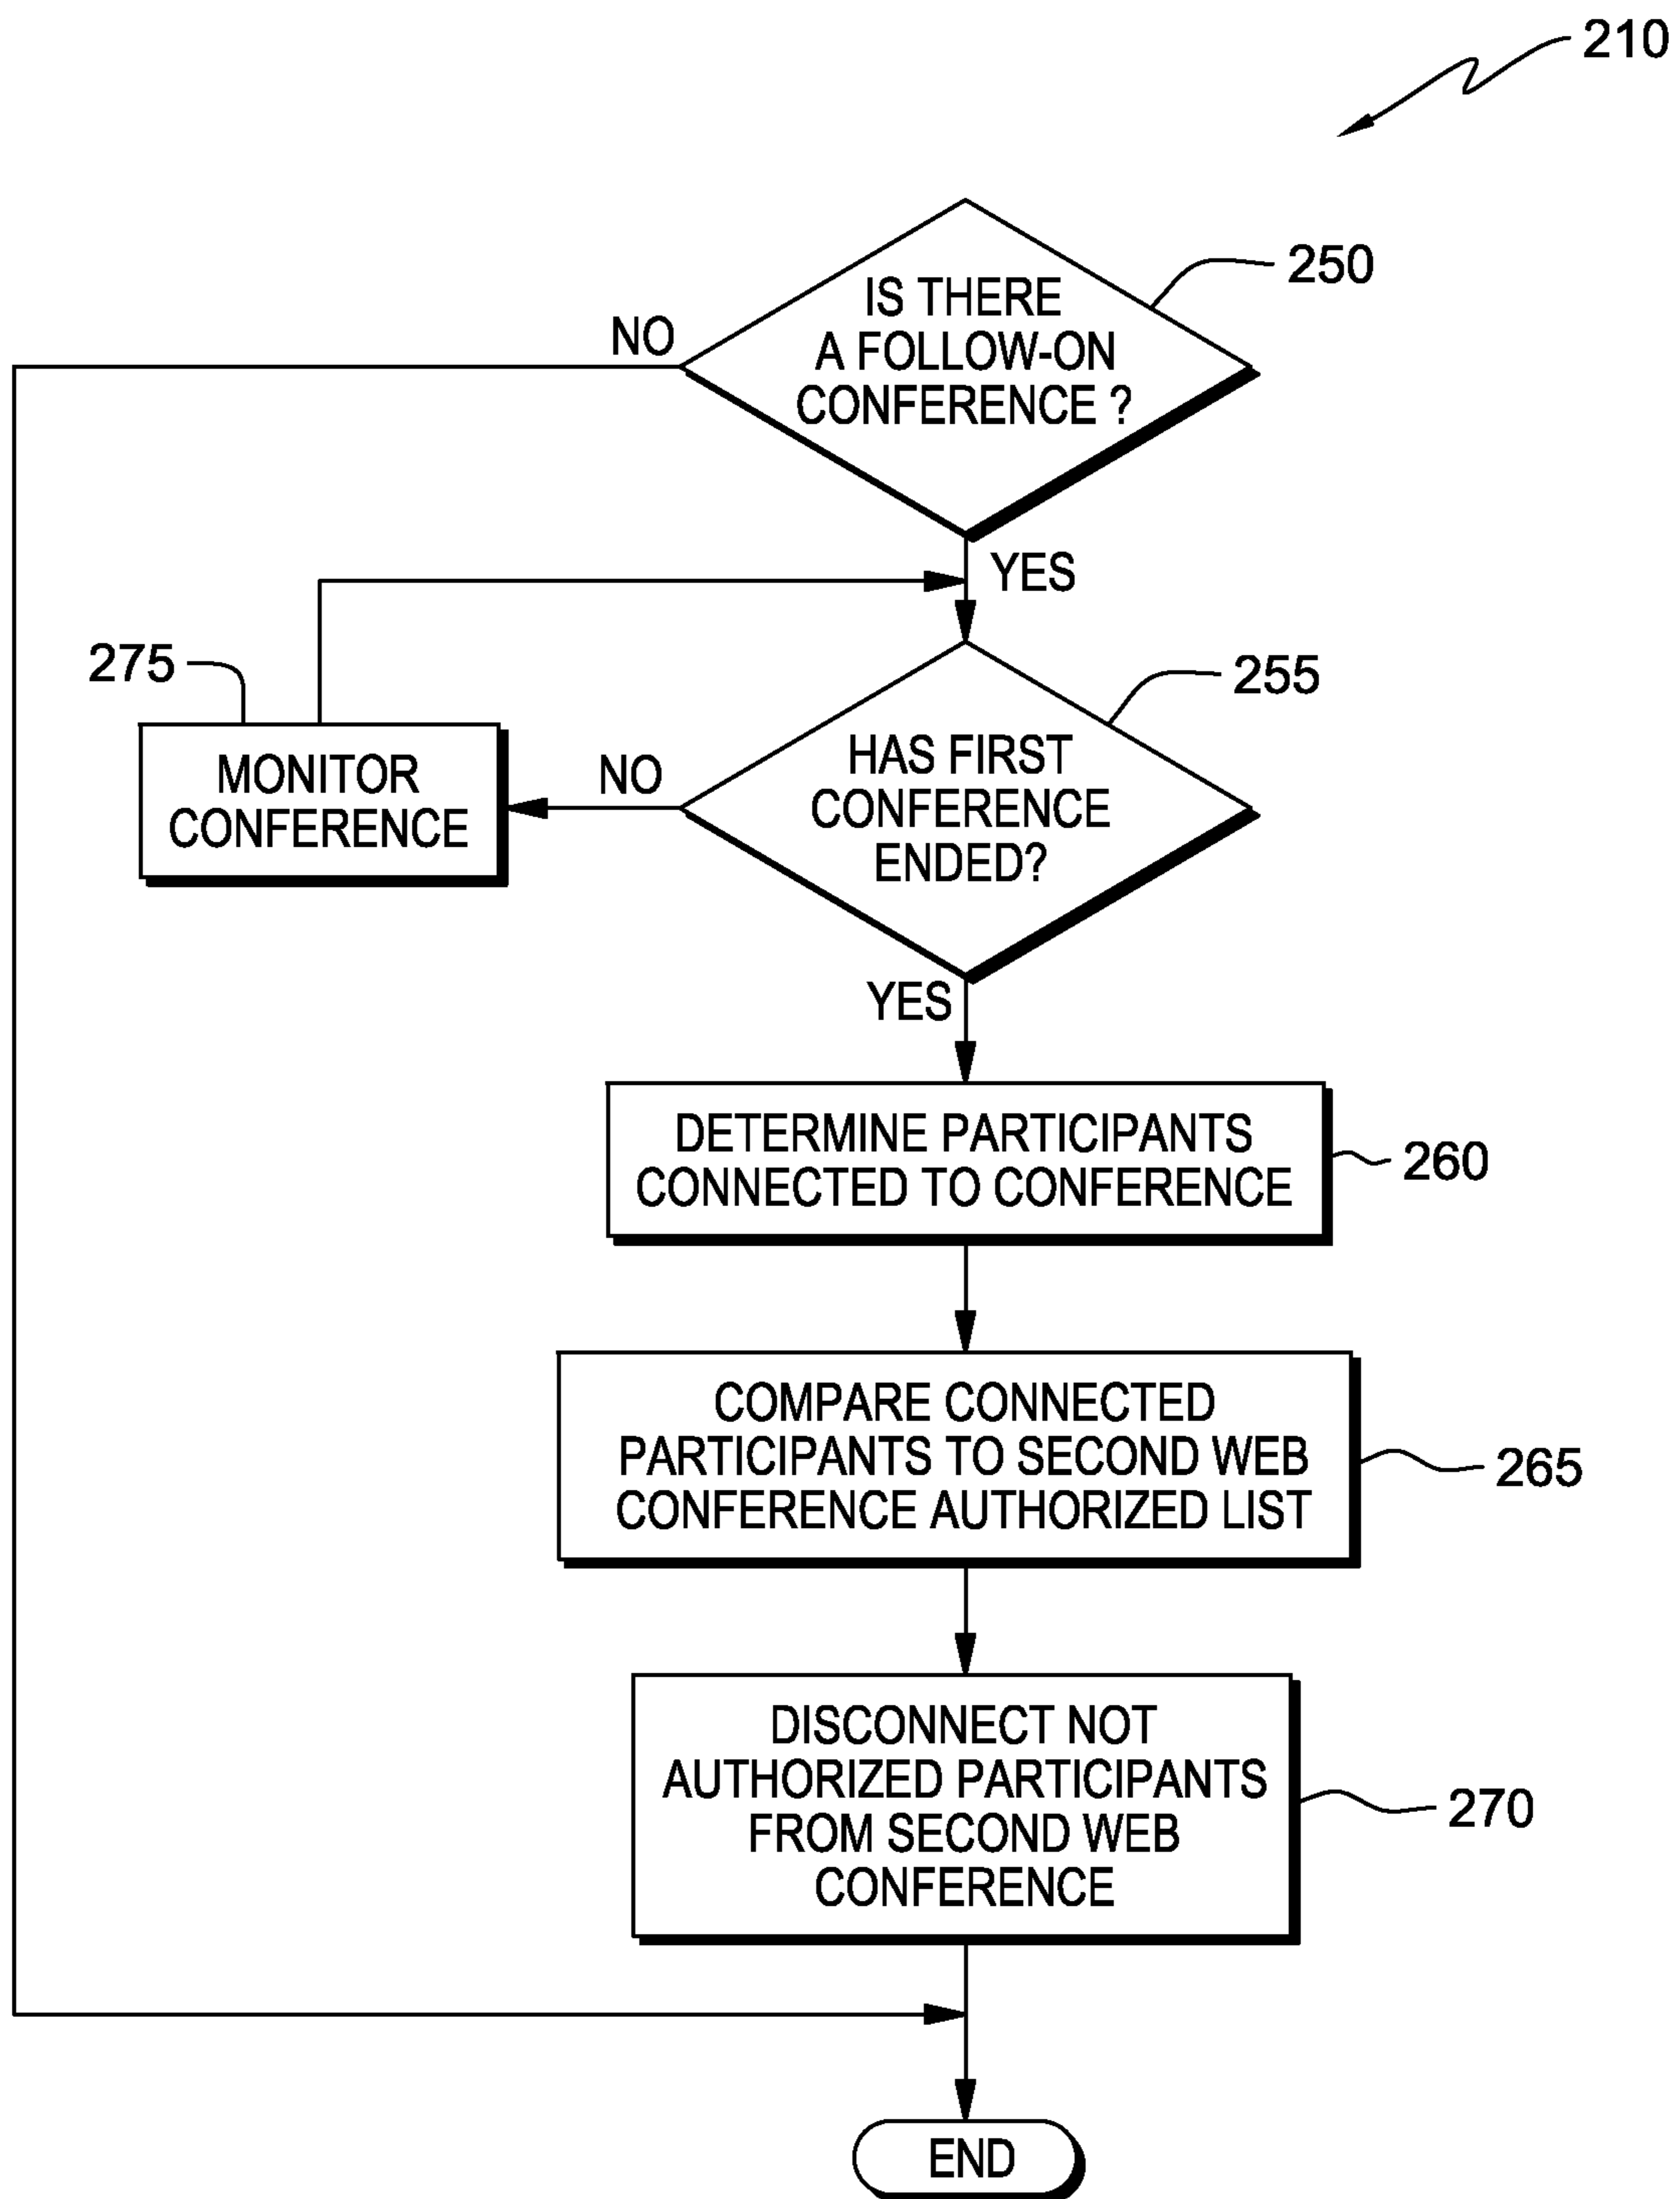 210
250
IS THERE
A FOLLOW-ON
CONFERENCE ?
NO
YES
275
255
MONITOR
CONFERENCE
NO
HAS FIRST
CONFERENCE
ENDED?
YES
DETERMINE PARTICIPANTS
CONNECTED TO CONFERENCE
260
COMPARE CONNECTED
PARTICIPANTS TO SECOND WEB
CONFERENCE AUTHORIZED LIST
265
DISCONNECT NOT
AUTHORIZED PARTICIPANTS
FROM SECOND WEB
CONFERENCE
270
END